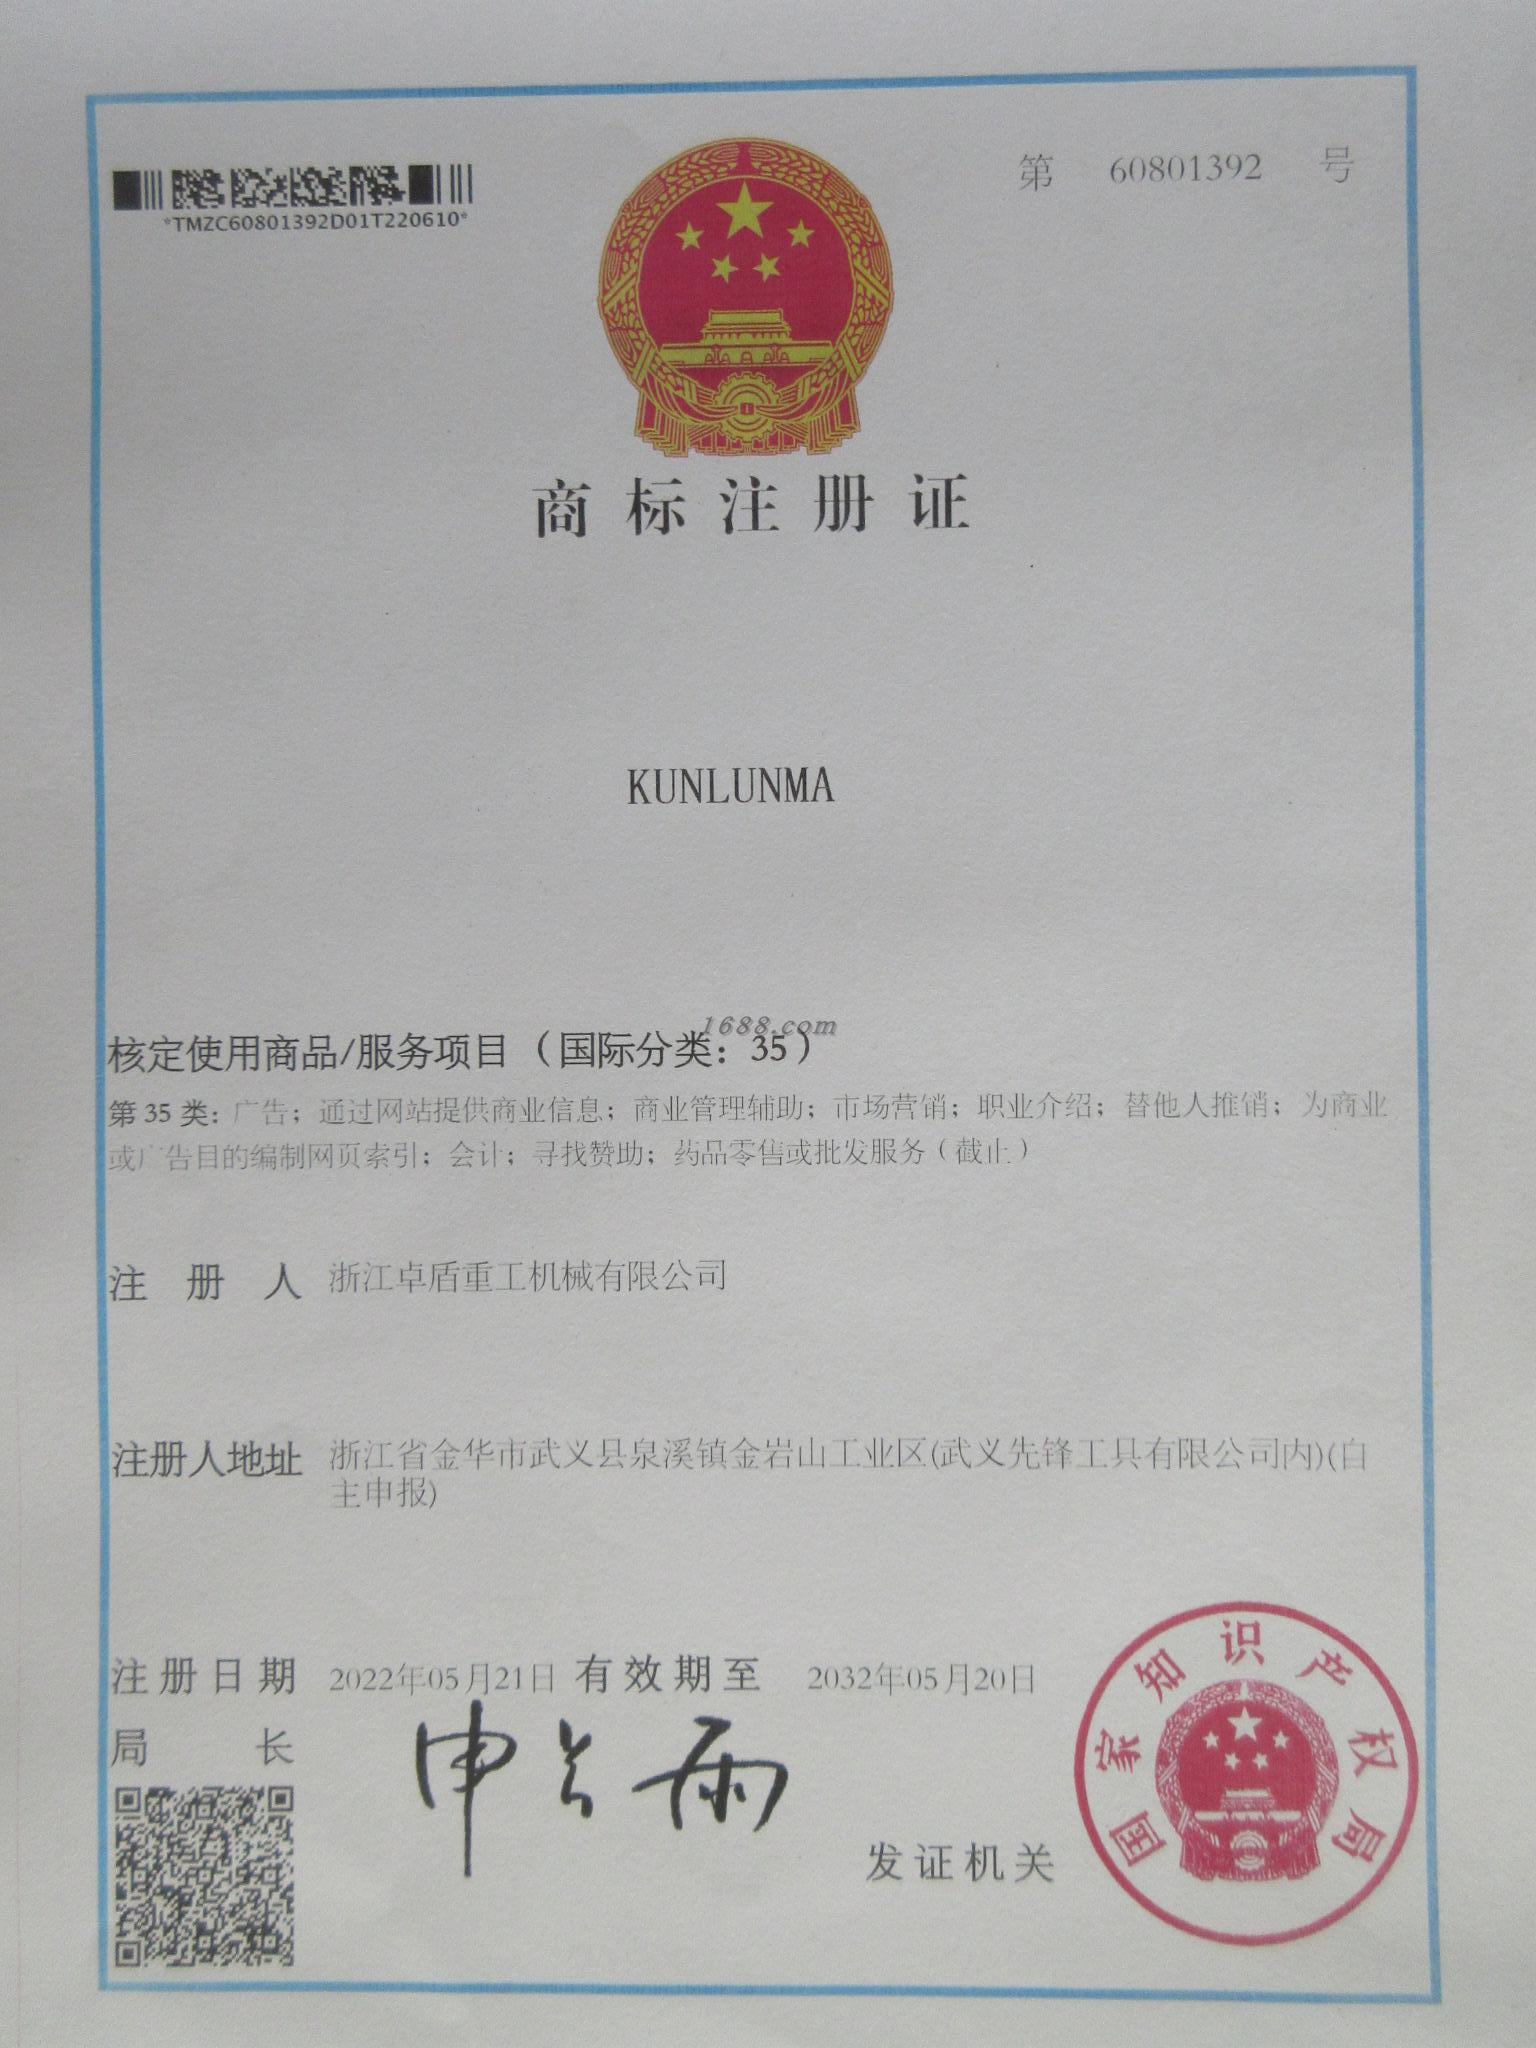 *TMZC60801392D01T220610*
第 60801392 号
商标注册证
KUNLUNMA
1688.com
核定使用商品/服务项目（国际分类：35）
第 35 类：广告；通过网站提供商业信息；商业管理辅助；市场营销；职业介绍；替他人推销；为商业
或广告目的编制网页索引；会计；寻找赞助；药品零售或批发服务（截止）
注 册 人 浙江卓盾重工机械有限公司
注册人地址 浙江省金华市武义县泉溪镇金岩山工业区(武义先锋工具有限公司内)(自
主申报)
注册日期 2022年05月21日 有效期至 2032年05月20日
局 长 申长雨
发证机关
国家知识产权局